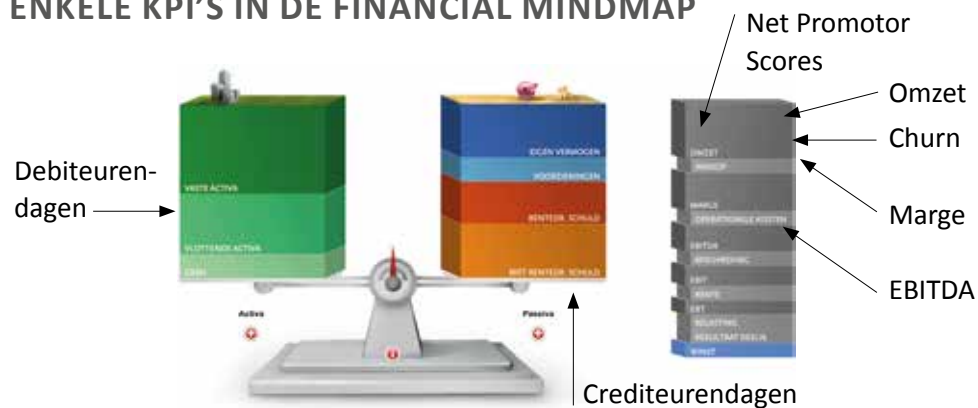 ENKELE KPI'S IN DE FINANCIAL MINDMAP
Net Promotor
Scores
Omzet
Churn
Marge
EBITDA
Debiteuren-
dagen
VASTE ACTIVA
VLOTTENDE ACTIVA
CASH
EIGEN VERMOGEN
VOORZIENINGEN
RENTEDR. SCHULD
NIET RENTEDR. SCHULD
Activa
Passiva
OMZET
INKOOP
MARGE
OPERATIONELE KOSTEN
EBITDA
AFSCHRIJVING
EBIT
RENTE
EBT
BELASTING
RESULTAAT DEELN.
WINST
Crediteurendagen